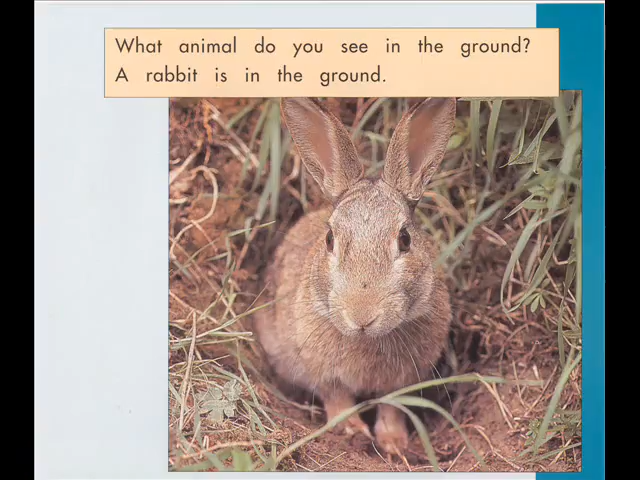 What animal do you see in the ground?
A rabbit is in the ground.